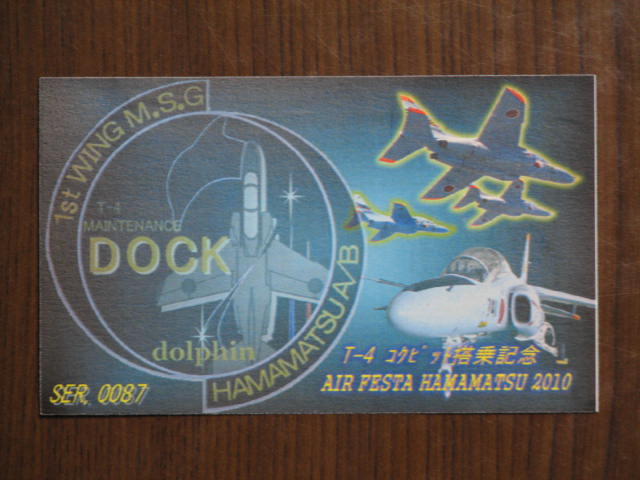 1st WING M.S.G
T-4
MAINTENANCE
DOCK
dolphin
HAMAMATSU A/B
SER, 0087
T-4 コクピット搭乗記念
AIR FESTA HAMAMATSU 2010